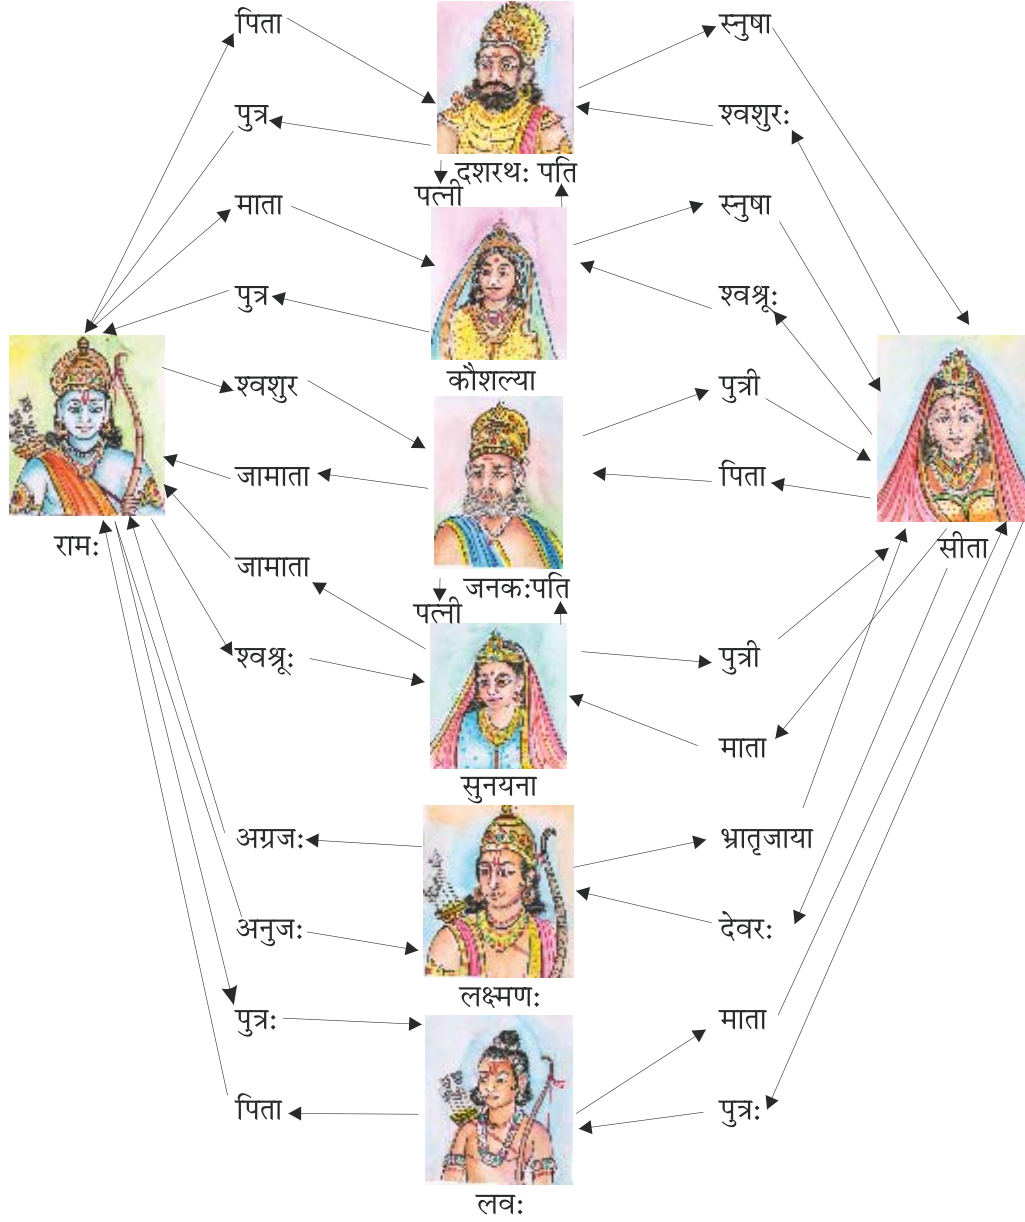 पिता
स्नुषा
पुत्र
श्वशुरः
दशरथः पति
पत्नी
माता
स्नुषा
पुत्र
श्वश्रूः
कौशल्या
श्वशुर
पुत्री
जामाता
पिता
रामः
सीता
जामाता
जनकःपति
पत्नी
श्वश्रूः
पुत्री
माता
सुनयना
अग्रजः
भ्रातृजाया
अनुजः
देवरः
लक्ष्मणः
पुत्रः
माता
पिता
पुत्रः
लवः